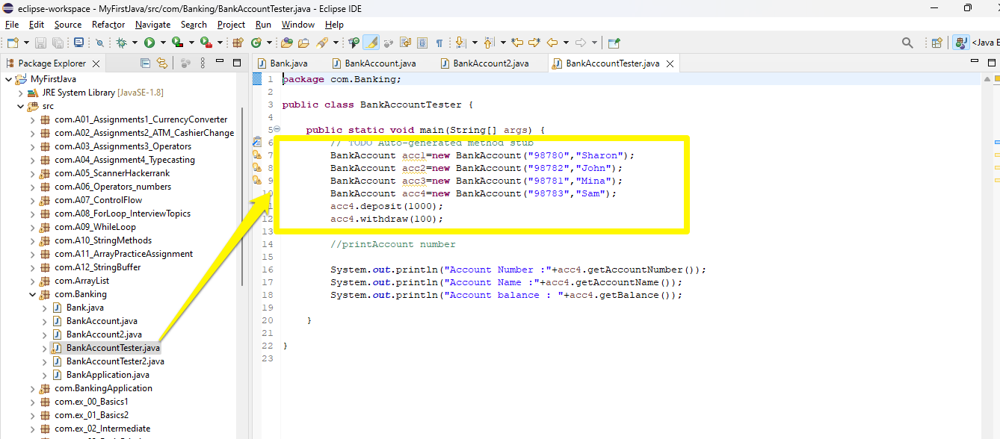 eclipse-workspace - MyFirstJava/src/com/Banking/BankAccountTester.java - Eclipse IDE
File Edit Source Refactor Navigate Search Project Run Window Help
<Java E
Package Explorer
Bank.java BankAccount.java BankAccount2.java BankAccountTester.java
MyFirstJava
JRE System Library [JavaSE-1.8]
src
com.A01_Assignments1_CurrencyConverter
com.A02_Assignments2_ATM_CashierChange
com.A03_Assignments3_Operators
com.A04_Assignment4_Typecasting
com.A05_ScannerHackerrank
com.A06_Operators_numbers
com.A07_ControlFlow
com.A08_ForLoop_InterviewTopics
com.A09_WhileLoop
com.A10_StringMethods
com.A11_ArrayPracticeAssignment
com.A12_StringBuffer
com.ArrayList
com.Banking
Bank.java
BankAccount.java
BankAccount2.java
BankAccountTester.java
BankAccountTester2.java
BankApplication.java
com.BankingApplication
com.ex_00_Basics1
com.ex_01_Basics2
com.ex_02_Intermediate
1 package com.Banking;
2
3 public class BankAccountTester {
4
5 public static void main(String[] args) {
6 // TODO Auto-generated method stub
7 BankAccount acc1=new BankAccount("98780","Sharon");
8 BankAccount acc2=new BankAccount("98782","John");
9 BankAccount acc3=new BankAccount("98781","Mina");
10 BankAccount acc4=new BankAccount("98783","Sam");
11 acc4.deposit(1000);
12 acc4.withdraw(100);
13
14 //printAccount number
15
16 System.out.println("Account Number :"+acc4.getAccountNumber());
17 System.out.println("Account Name :"+acc4.getAccountName());
18 System.out.println("Account balance : "+acc4.getBalance());
19
20 }
21
22 }
23